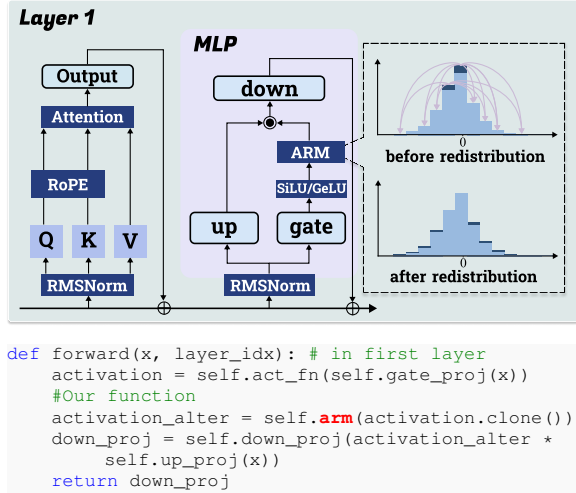 Layer 1
MLP
Output
down
Attention
ARM
RoPE
SiLU/GeLU
Q
K
V
up
gate
RMSNorm
RMSNorm
0
before redistribution
0
after redistribution
def forward(x, layer_idx): # in first layer
    activation = self.act_fn(self.gate_proj(x))
    #Our function
    activation_alter = self.arm(activation.clone())
    down_proj = self.down_proj(activation_alter *
        self.up_proj(x))
    return down_proj